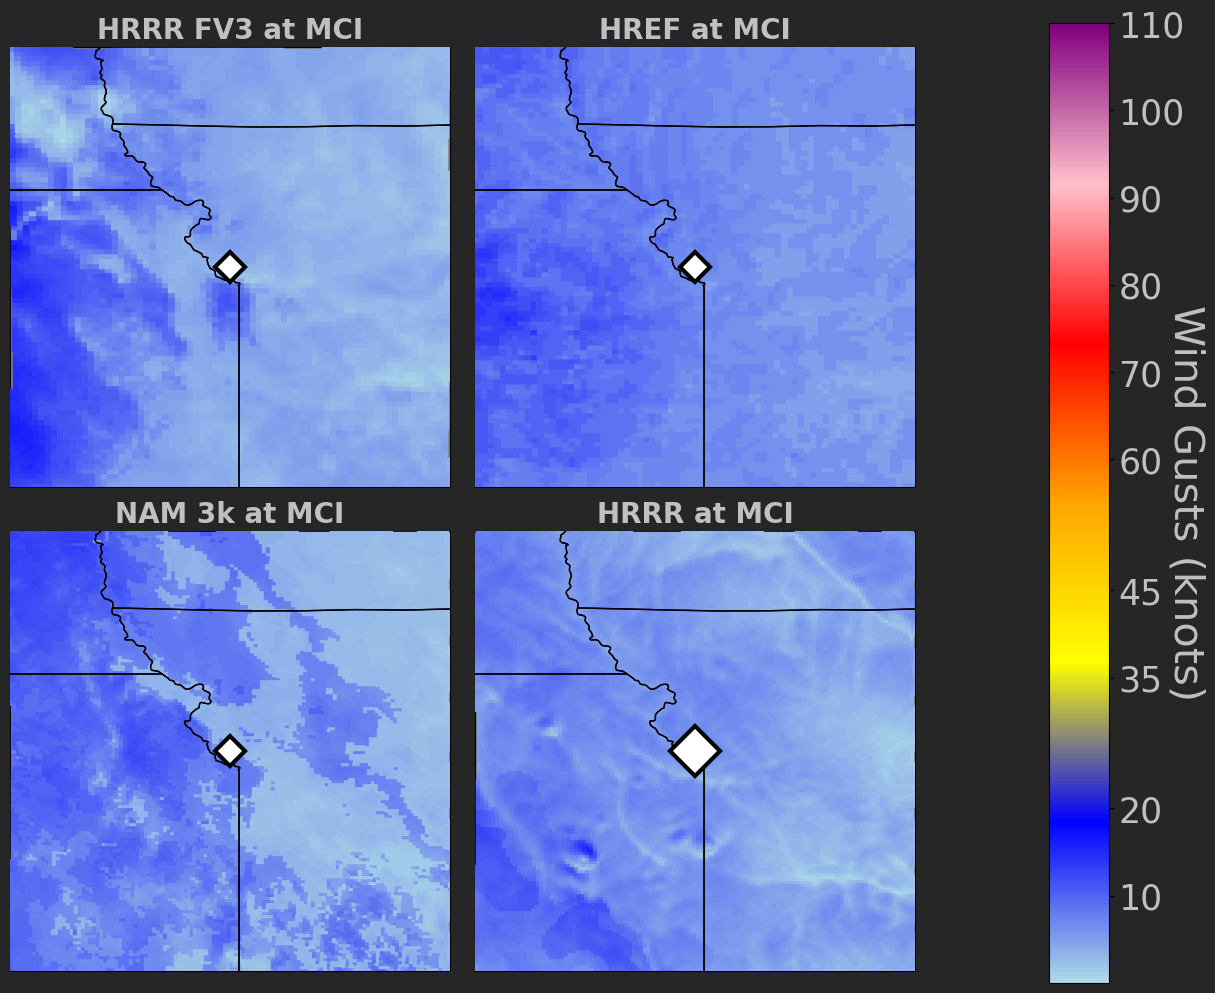 HRRR FV3 at MCI
HREF at MCI
NAM 3k at MCI
HRRR at MCI
110
100
90
80
70
60
45
35
20
10
Wind Gusts (knots)